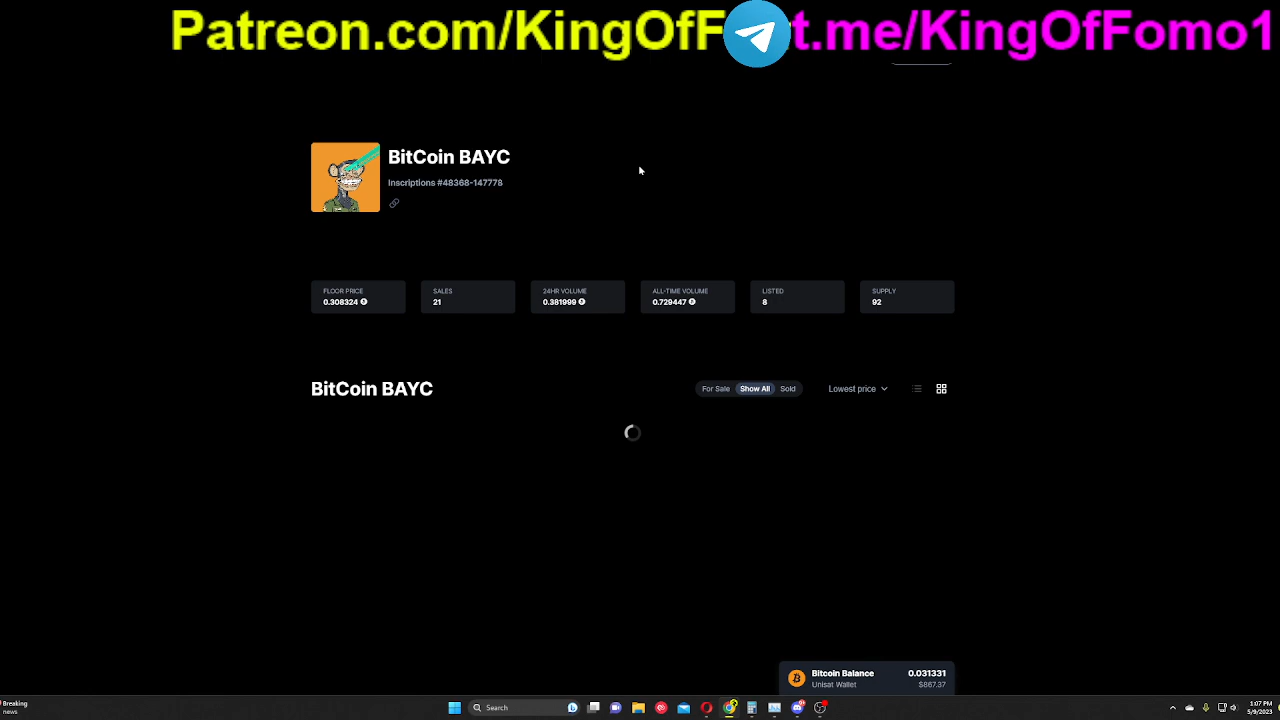 Patreon.com/KingOfF
t.me/KingOfFomo1
BitCoin BAYC
Inscriptions #48368-147778
FLOOR PRICE
0.308324
SALES
21
24HR VOLUME
0.381999
ALL-TIME VOLUME
0.729447
LISTED
8
SUPPLY
92
BitCoin BAYC
For Sale
Show All
Sold
Lowest price
Bitcoin Balance
0.031331
Unisat Wallet
$867.37
Breaking
news
Search
1:07 PM
5/9/2023